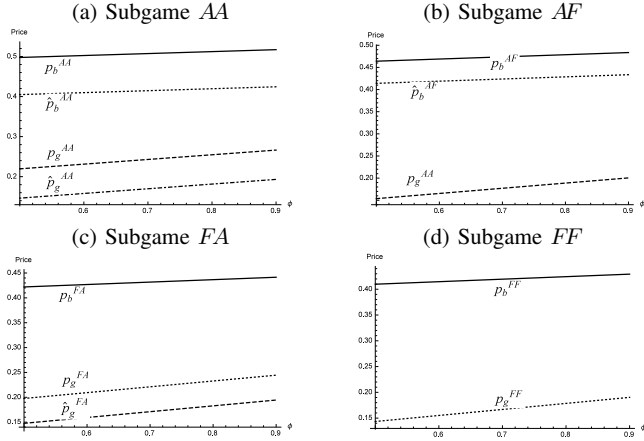 (a) Subgame AA
(b) Subgame AF
Price
0.5
0.4
0.3
0.2
0.6
0.7
0.8
0.9
ϕ
p_b^AA
p̂_b^AA
p_g^AA
p̂_g^AA
Price
0.50
0.45
0.40
0.35
0.30
0.25
0.20
0.6
0.7
0.8
0.9
ϕ
p_b^AF
p̂_b^AF
p_g^AA
(c) Subgame FA
(d) Subgame FF
Price
0.45
0.40
0.35
0.30
0.25
0.20
0.15
0.6
0.7
0.8
0.9
ϕ
p_b^FA
p_g^FA
p̂_g^FA
Price
0.40
0.35
0.30
0.25
0.20
0.15
0.6
0.7
0.8
0.9
ϕ
p_b^FF
p_g^FF